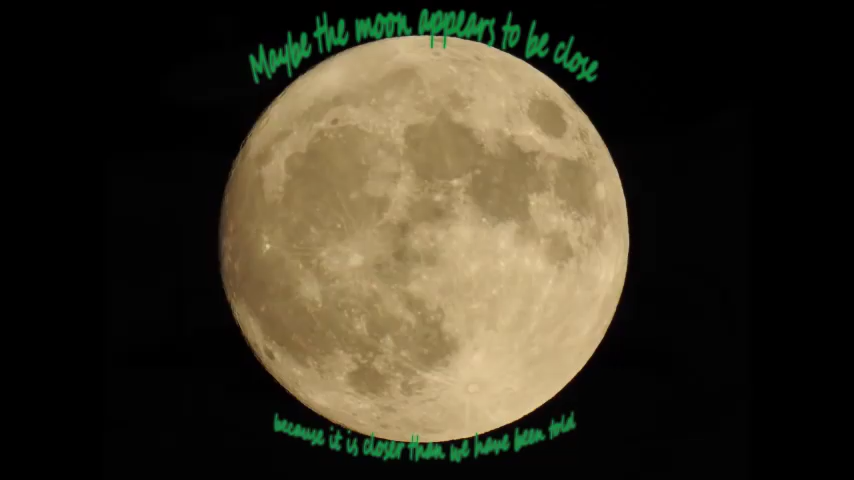 Maybe the moon appears to be close
because it is closer than we have been told